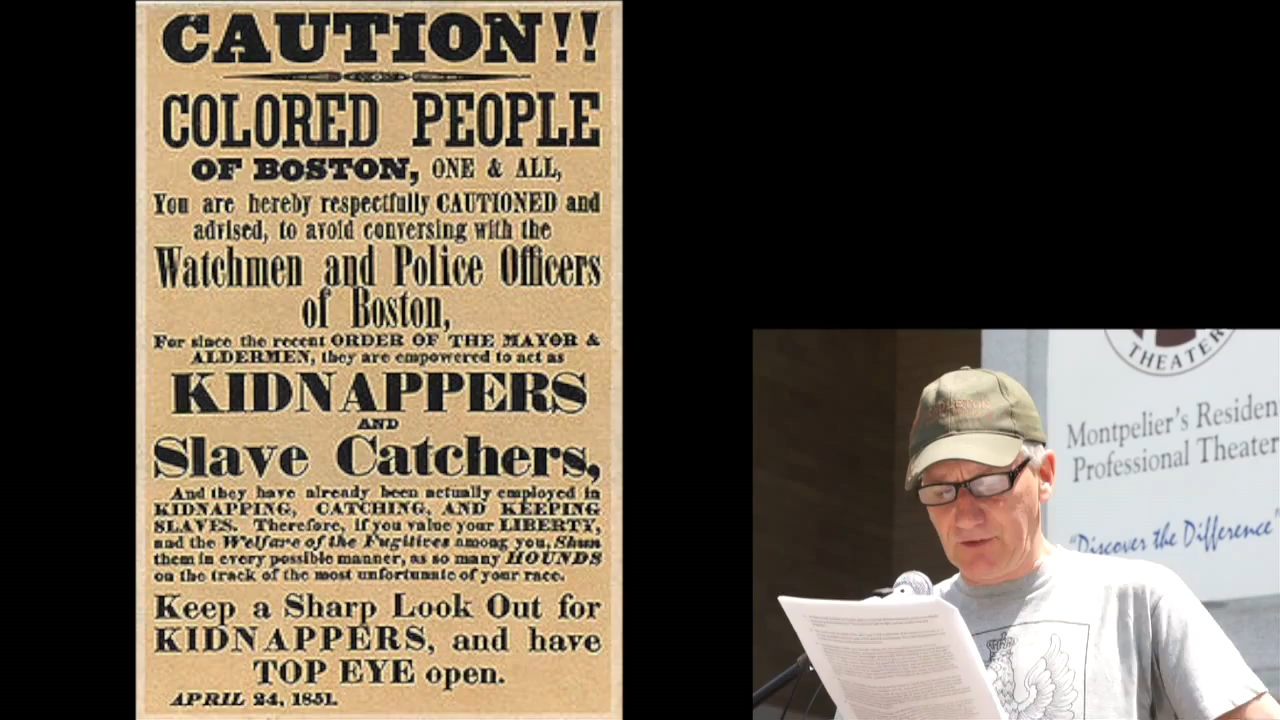 CAUTION!!
COLORED PEOPLE
OF BOSTON, ONE & ALL,
You are hereby respectfully CAUTIONED and
advised, to avoid conversing with the
Watchmen and Police Officers
of Boston,
For since the recent ORDER OF THE MAYOR &
ALDERMEN, they are empowered to act as
KIDNAPPERS
AND
Slave Catchers,
And they have already been actually employed in
KIDNAPPING, CATCHING, AND KEEPING
SLAVES. Therefore, if you value your LIBERTY,
and the Welfare of the Fugitives among you, Shun
them in every possible manner, as so many HOUNDS
on the track of the most unfortunate of your race.
Keep a Sharp Look Out for
KIDNAPPERS, and have
TOP EYE open.
APRIL 24, 1851.
THEATER
Montpelier's Residen
Professional Theater
"Discover the Difference"